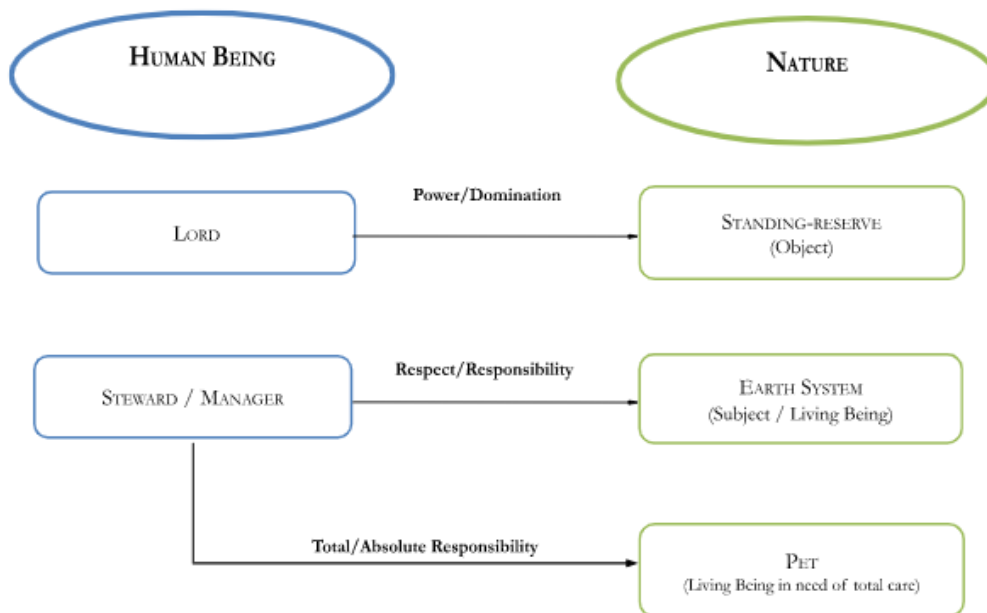 HUMAN BEING
NATURE
Power/Domination
LORD
STANDING-RESERVE
(Object)
Respect/Responsibility
STEWARD / MANAGER
EARTH SYSTEM
(Subject / Living Being)
Total/Absolute Responsibility
PET
(Living Being in need of total care)